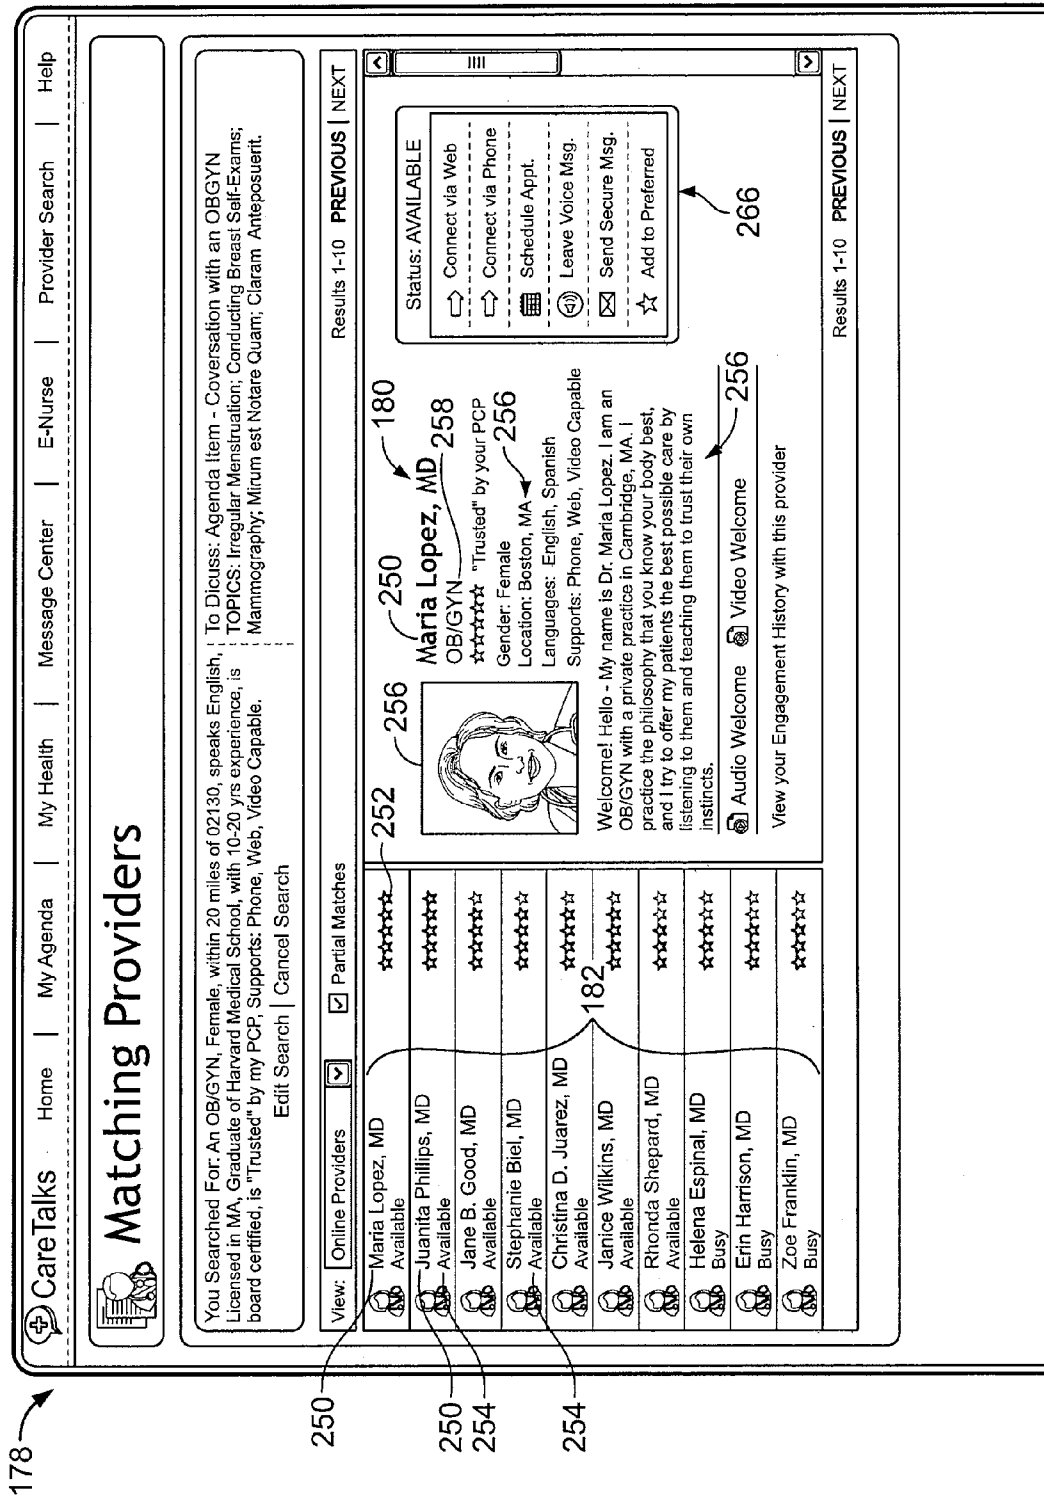 178
CareTalks
Home | My Agenda | My Health | Message Center | E-Nurse | Provider Search | Help
Matching Providers
You Searched For: An OB/GYN, Female, within 20 miles of 02130, speaks English,
Licensed in MA, Graduate of Harvard Medical School, with 10-20 yrs experience, is
board certified, is "Trusted" by my PCP, Supports: Phone, Web, Video Capable.
Edit Search | Cancel Search
To Dicuss: Agenda Item - Conversation with an OBGYN
TOPICS: Irregular Menstruation; Conducting Breast Self-Exams;
Mammography; Mirum est Notare Quam; Claram Anteposuerit.
View: Online Providers
Partial Matches
Results 1-10 PREVIOUS | NEXT
250
Maria Lopez, MD
Available
252
250
Juanita Phillips, MD
254
Available
Jane B. Good, MD
Available
Stephanie Biel, MD
254
Available
Christina D. Juarez, MD
Available
182
Janice Wilkins, MD
Available
Rhonda Shepard, MD
Available
Helena Espinal, MD
Busy
Erin Harrison, MD
Busy
Zoe Franklin, MD
Busy
256
250
180
Maria Lopez, MD
OB/GYN
258
"Trusted" by your PCP
Gender: Female
256
Location: Boston, MA
Languages: English, Spanish
Supports: Phone, Web, Video Capable
Welcome! Hello - My name is Dr. Maria Lopez. I am an
OB/GYN with a private practice in Cambridge, MA. I
practice the philosophy that you know your body best,
and I try to offer my patients the best possible care by
listening to them and teaching them to trust their own
instincts.
256
Audio Welcome Video Welcome
View your Engagement History with this provider
Status: AVAILABLE
Connect via Web
Connect via Phone
Schedule Appt.
Leave Voice Msg.
Send Secure Msg.
Add to Preferred
266
Results 1-10 PREVIOUS | NEXT